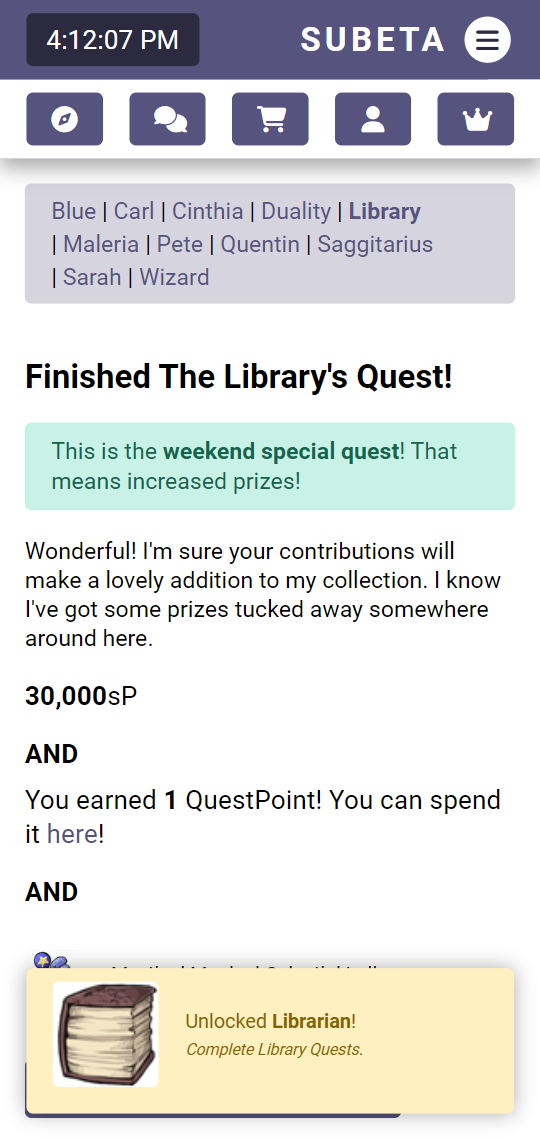 4:12:07 PM
SUBETA
Blue | Carl | Cinthia | Duality | Library
| Maleria | Pete | Quentin | Saggitarius
| Sarah | Wizard
Finished The Library's Quest!
This is the weekend special quest! That
means increased prizes!
Wonderful! I'm sure your contributions will
make a lovely addition to my collection. I know
I've got some prizes tucked away somewhere
around here.
30,000sP
AND
You earned 1 QuestPoint! You can spend
it here!
AND
Unlocked Librarian!
Complete Library Quests.